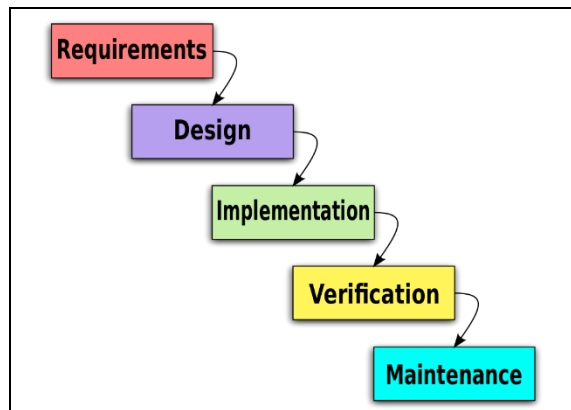 Requirements
Design
Implementation
Verification
Maintenance